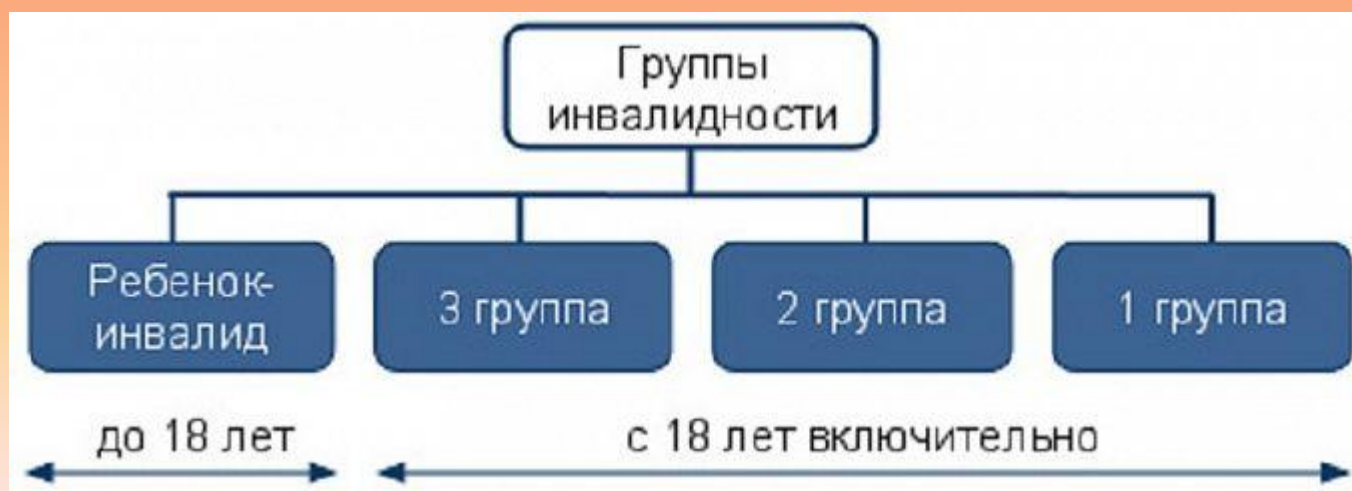 Группы
инвалидности
Ребенок-
инвалид
3 группа
2 группа
1 группа
до 18 лет
с 18 лет включительно